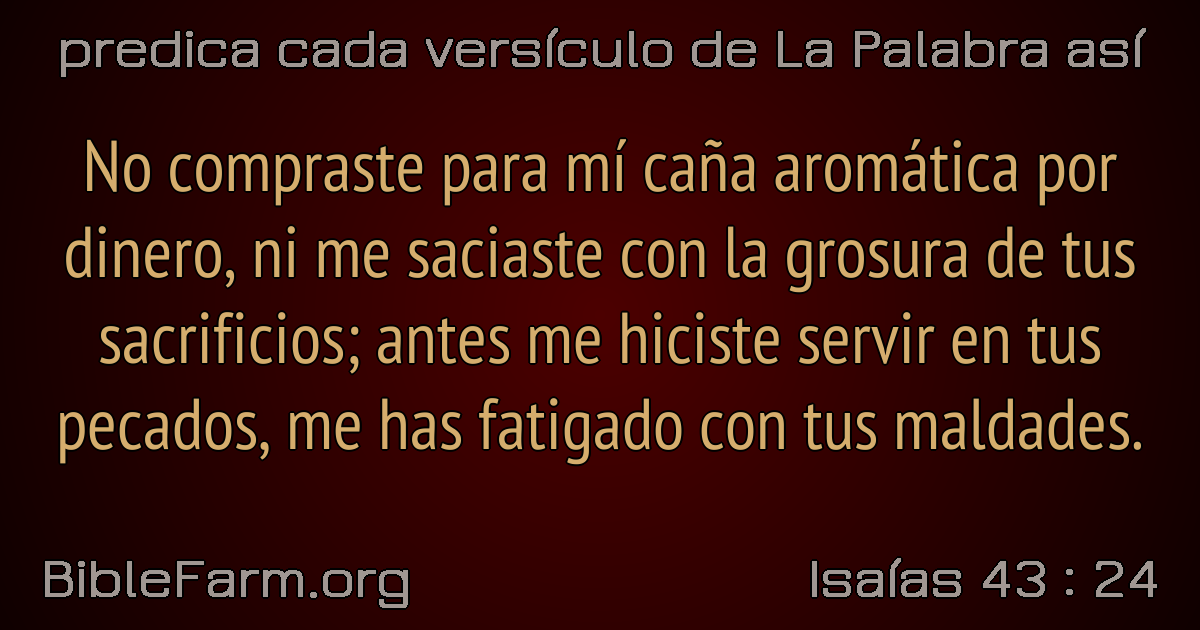 predica cada versículo de La Palabra así
No compraste para mí caña aromática por
dinero, ni me saciaste con la grosura de tus
sacrificios; antes me hiciste servir en tus
pecados, me has fatigado con tus maldades.
BibleFarm.org
Isaías 43 : 24